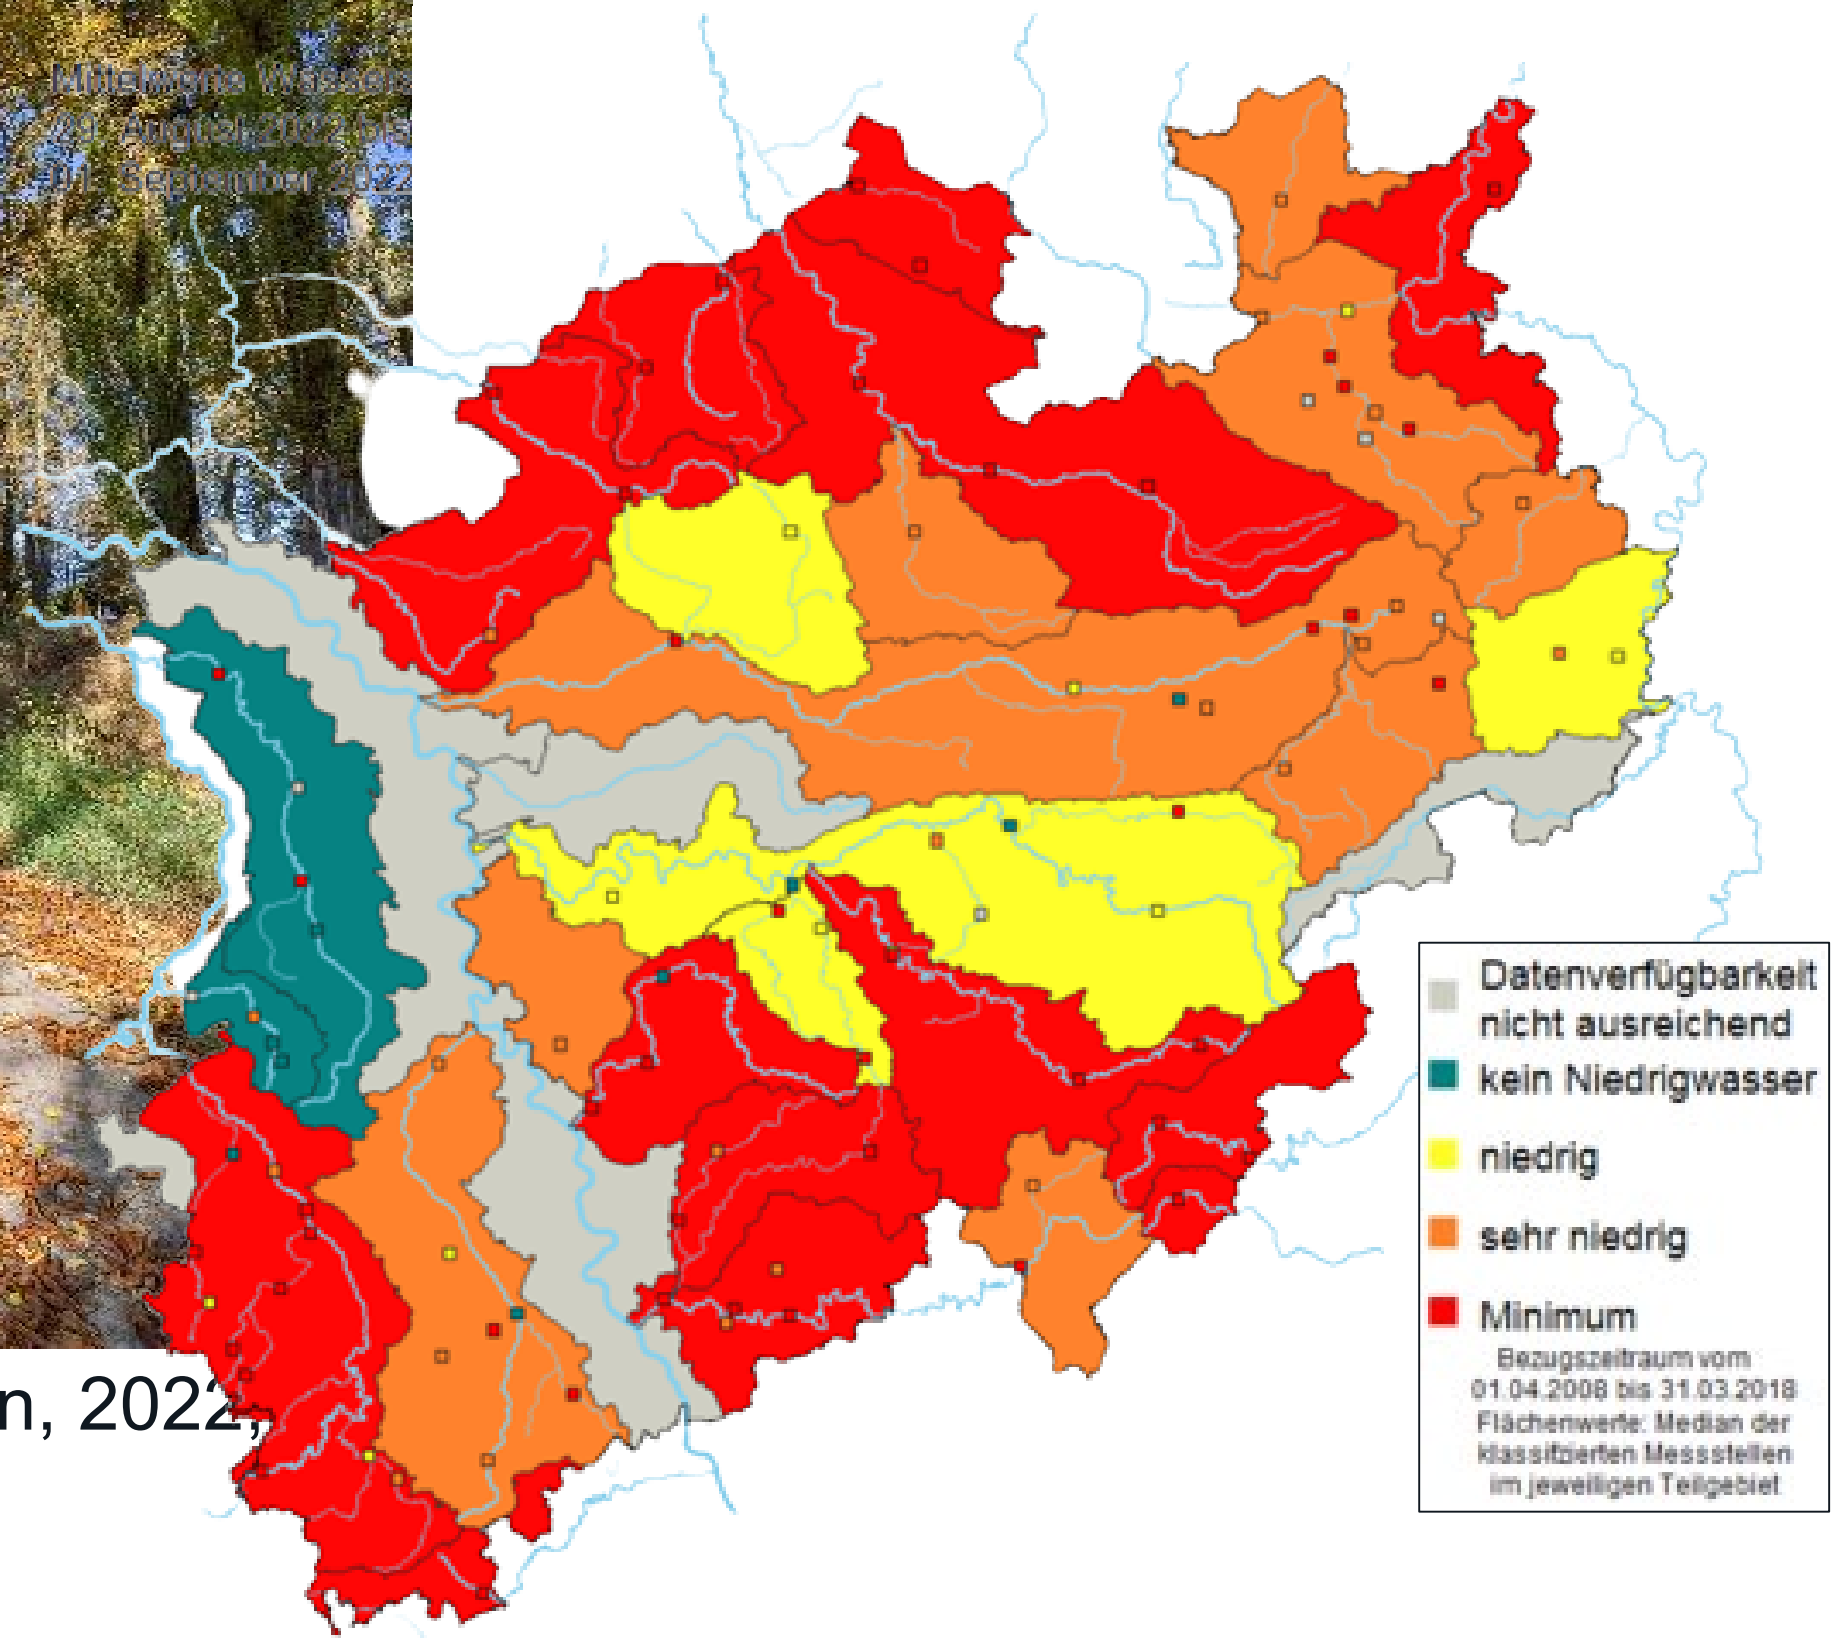 Mittelwerte Wassers
29. August 2022 bis
01. September 2022
n, 2022,
Datenverfügbarkeit
nicht ausreichend
kein Niedrigwasser
niedrig
sehr niedrig
Minimum
Bezugszeitraum vom
01.04.2008 bis 31.03.2018
Flächenwerte: Median der
klassifizierten Messstellen
im jeweiligen Teilgebiet